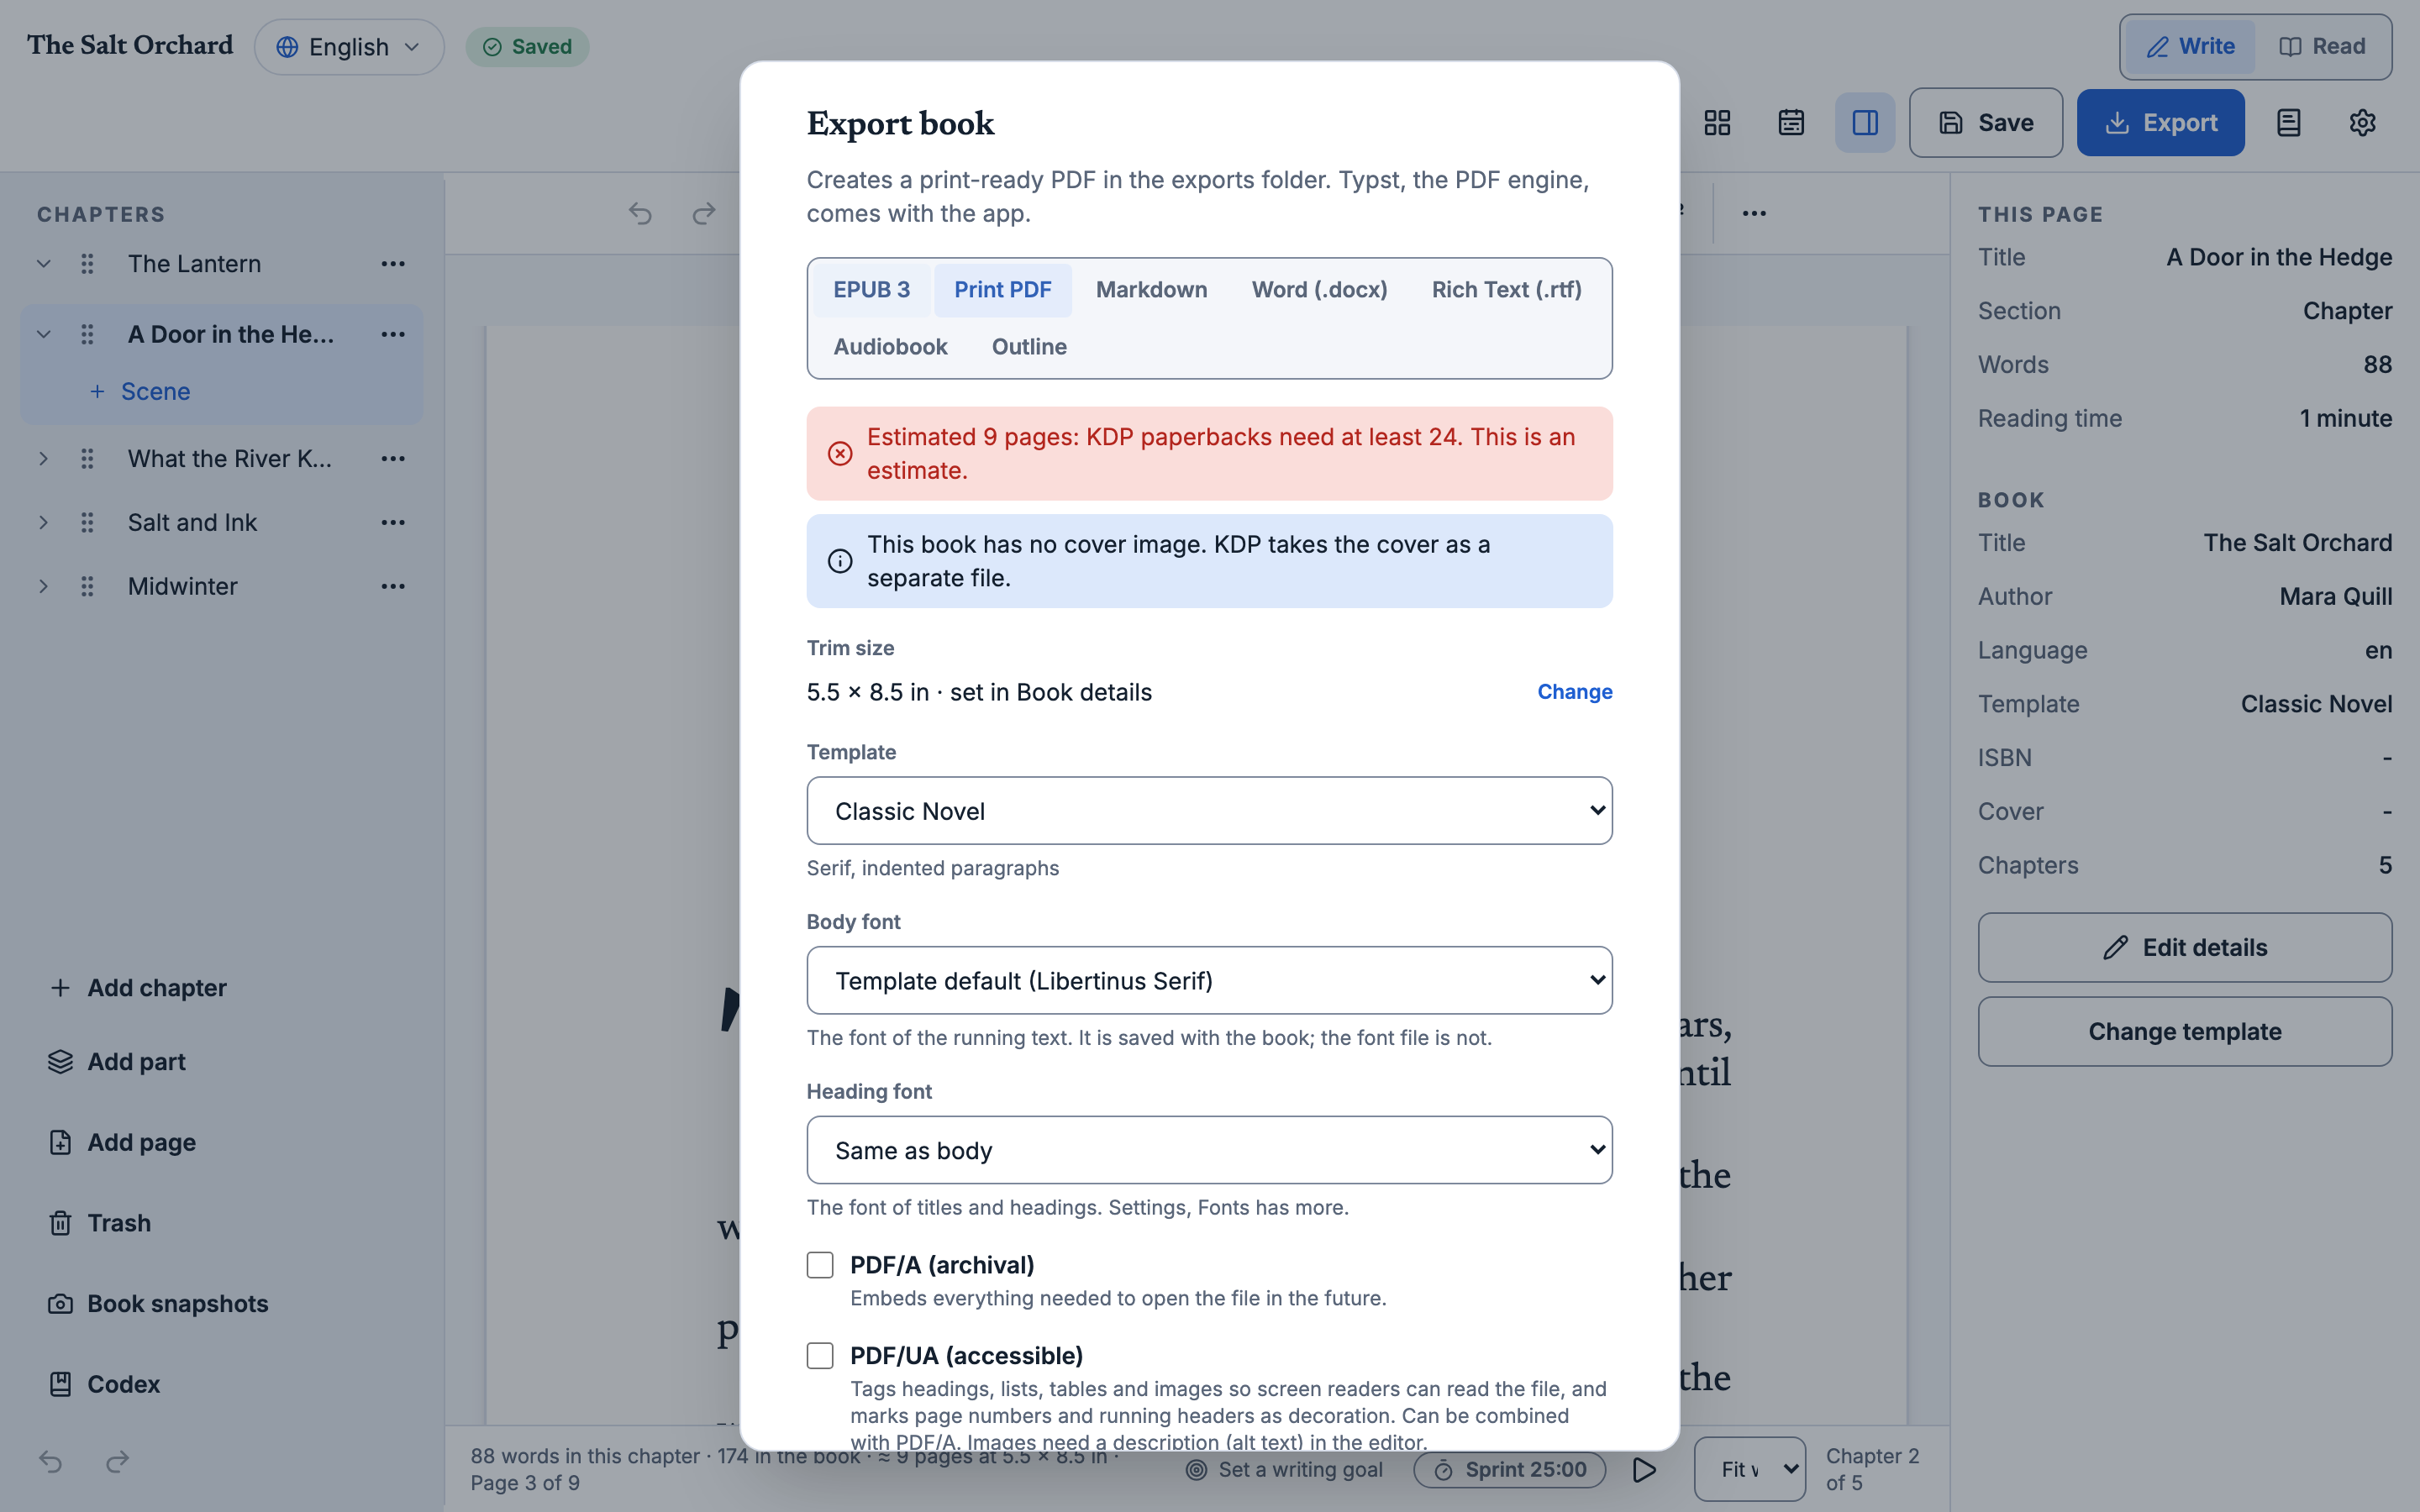 The Salt Orchard
English
Saved
Write
Read
Save
Export
CHAPTERS
The Lantern
A Door in the He...
+ Scene
What the River K...
Salt and Ink
Midwinter
Add chapter
Add part
Add page
Trash
Book snapshots
Codex
Export book
Creates a print-ready PDF in the exports folder. Typst, the PDF engine,
comes with the app.
EPUB 3
Print PDF
Markdown
Word (.docx)
Rich Text (.rtf)
Audiobook
Outline
Estimated 9 pages: KDP paperbacks need at least 24. This is an
estimate.
This book has no cover image. KDP takes the cover as a
separate file.
Trim size
5.5 × 8.5 in · set in Book details
Change
Template
Classic Novel
Serif, indented paragraphs
Body font
Template default (Libertinus Serif)
The font of the running text. It is saved with the book; the font file is not.
Heading font
Same as body
The font of titles and headings. Settings, Fonts has more.
PDF/A (archival)
Embeds everything needed to open the file in the future.
PDF/UA (accessible)
Tags headings, lists, tables and images so screen readers can read the file, and
marks page numbers and running headers as decoration. Can be combined
with PDF/A. Images need a description (alt text) in the editor.
ars,
ntil
the
her
the
THIS PAGE
Title
A Door in the Hedge
Section
Chapter
Words
88
Reading time
1 minute
BOOK
Title
The Salt Orchard
Author
Mara Quill
Language
en
Template
Classic Novel
ISBN
-
Cover
-
Chapters
5
Edit details
Change template
88 words in this chapter · 174 in the book · ≈ 9 pages at 5.5 × 8.5 in ·
Page 3 of 9
Set a writing goal
Sprint 25:00
Fit
Chapter 2
of 5